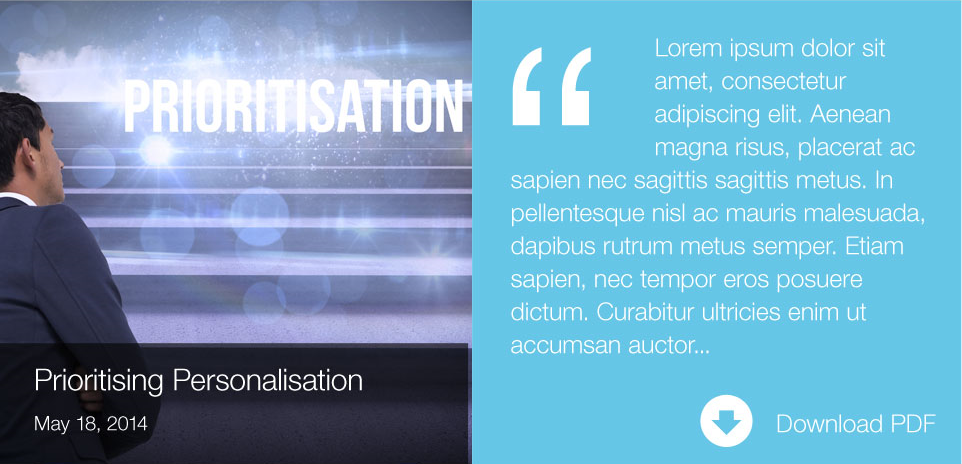 PRIORITISATION
Prioritising Personalisation
May 18, 2014
“
Lorem ipsum dolor sit
amet, consectetur
adipiscing elit. Aenean
magna risus, placerat ac
sapien nec sagittis sagittis metus. In
pellentesque nisl ac mauris malesuada,
dapibus rutrum metus semper. Etiam
sapien, nec tempor eros posuere
dictum. Curabitur ultricies enim ut
accumsan auctor...
Download PDF